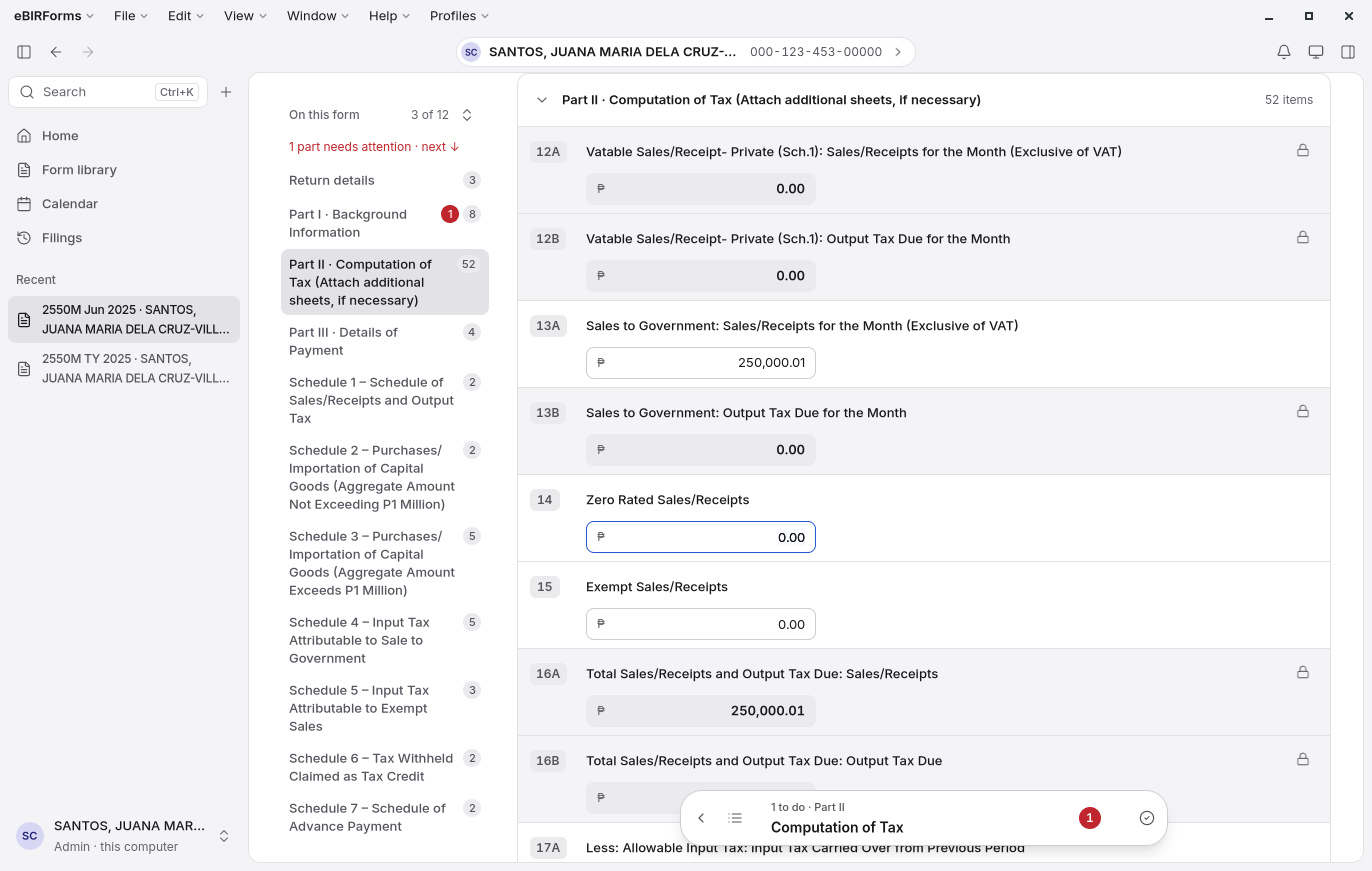 eBIRForms File Edit View Window Help Profiles
SC SANTOS, JUANA MARIA DELA CRUZ-... 000-123-453-00000
Search Ctrl+K
Home
Form library
Calendar
Filings
Recent
2550M Jun 2025 · SANTOS,
JUANA MARIA DELA CRUZ-VILL...
2550M TY 2025 · SANTOS,
JUANA MARIA DELA CRUZ-VILL...
SC SANTOS, JUANA MAR...
Admin · this computer
On this form 3 of 12
1 part needs attention · next ↓
Return details 3
Part I · Background 1 8
Information
Part II · Computation of 52
Tax (Attach additional
sheets, if necessary)
Part III · Details of 4
Payment
Schedule 1 – Schedule of 2
Sales/Receipts and Output
Tax
Schedule 2 – Purchases/ 2
Importation of Capital
Goods (Aggregate Amount
Not Exceeding P1 Million)
Schedule 3 – Purchases/ 5
Importation of Capital
Goods (Aggregate Amount
Exceeds P1 Million)
Schedule 4 – Input Tax 5
Attributable to Sale to
Government
Schedule 5 – Input Tax 3
Attributable to Exempt
Sales
Schedule 6 – Tax Withheld 2
Claimed as Tax Credit
Schedule 7 – Schedule of 2
Advance Payment
Part II · Computation of Tax (Attach additional sheets, if necessary) 52 items
12A Vatable Sales/Receipt- Private (Sch.1): Sales/Receipts for the Month (Exclusive of VAT)
₱ 0.00
12B Vatable Sales/Receipt- Private (Sch.1): Output Tax Due for the Month
₱ 0.00
13A Sales to Government: Sales/Receipts for the Month (Exclusive of VAT)
₱ 250,000.01
13B Sales to Government: Output Tax Due for the Month
₱ 0.00
14 Zero Rated Sales/Receipts
₱ 0.00
15 Exempt Sales/Receipts
₱ 0.00
16A Total Sales/Receipts and Output Tax Due: Sales/Receipts
₱ 250,000.01
16B Total Sales/Receipts and Output Tax Due: Output Tax Due
₱
17A Less: Allowable Input Tax: Input Tax Carried Over from Previous Period
1 to do · Part II
Computation of Tax 1